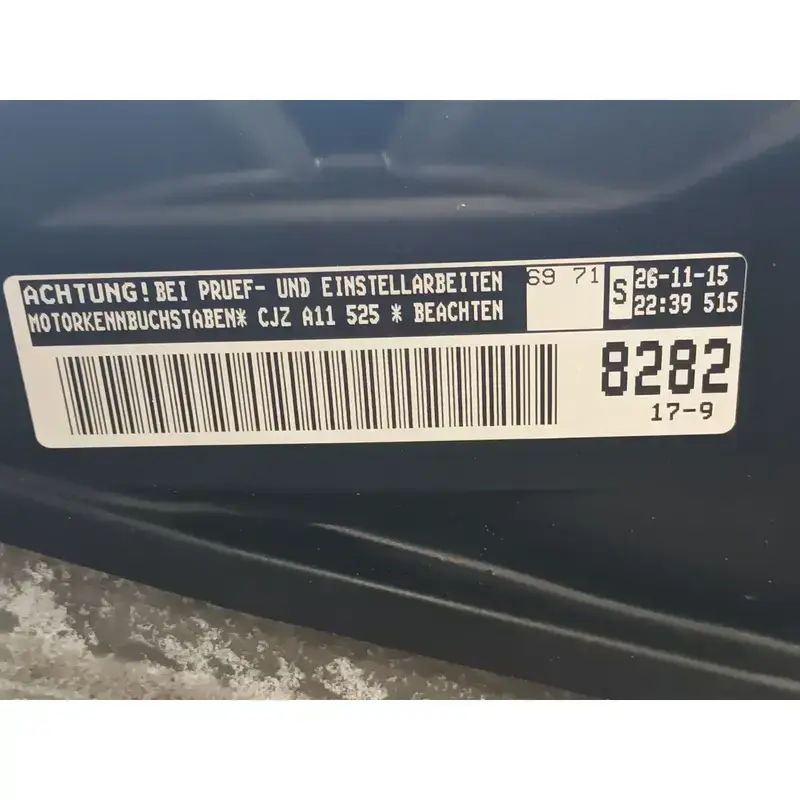 ACHTUNG! BEI PRUEF- UND EINSTELLARBEITEN
MOTORKENNBUCHSTABEN* CJZ A11 525 * BEACHTEN
69 71
S
26-11-15
22:39 515
8282
17-9